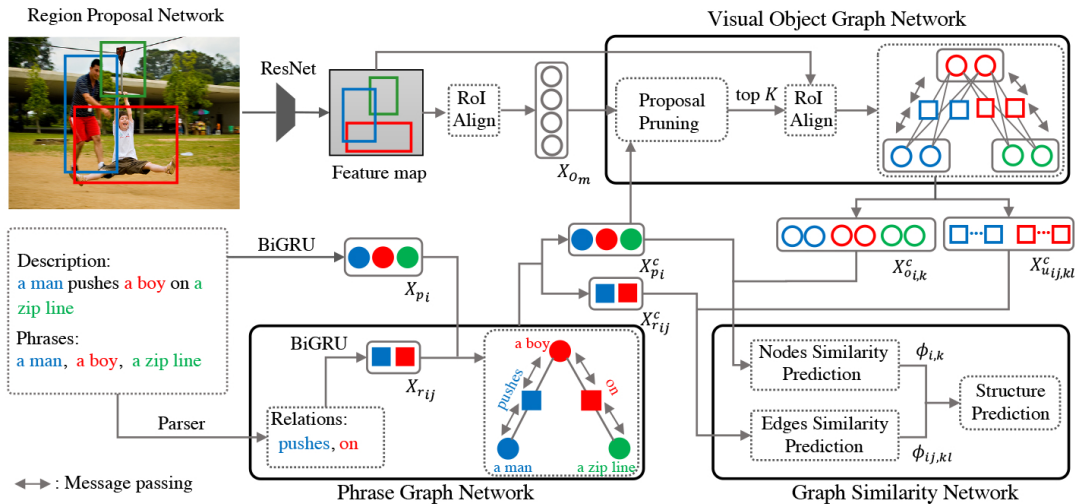 Region Proposal Network
Visual Object Graph Network
ResNet
Feature map
RoI
Align
X_{o_m}
Proposal
Pruning
top K
RoI
Align
Description:
a man pushes a boy on a
zip line
Phrases:
a man, a boy, a zip line
BiGRU
X_{p_i}
X^c_{p_i}
X^c_{r_{ij}}
X^c_{o_{i,k}}
X^c_{u_{ij,kl}}
BiGRU
X_{r_{ij}}
Relations:
pushes, on
Parser
a boy
pushes
on
a man
a zip line
Nodes Similarity
Prediction
ϕ_{i,k}
Edges Similarity
Prediction
ϕ_{ij,kl}
Structure
Prediction
: Message passing
Phrase Graph Network
Graph Similarity Network